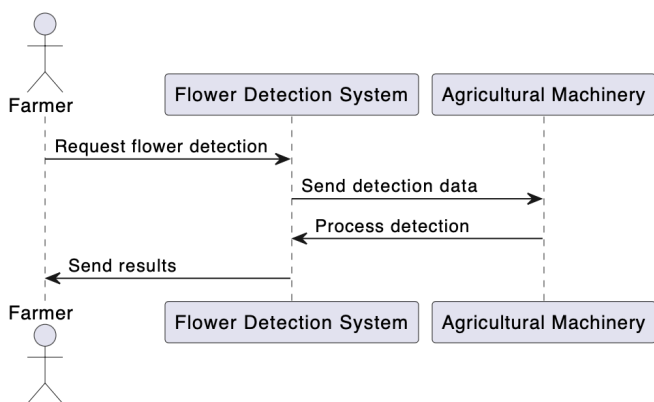 Farmer
Flower Detection System
Agricultural Machinery
Request flower detection
Send detection data
Process detection
Send results
Farmer
Flower Detection System
Agricultural Machinery